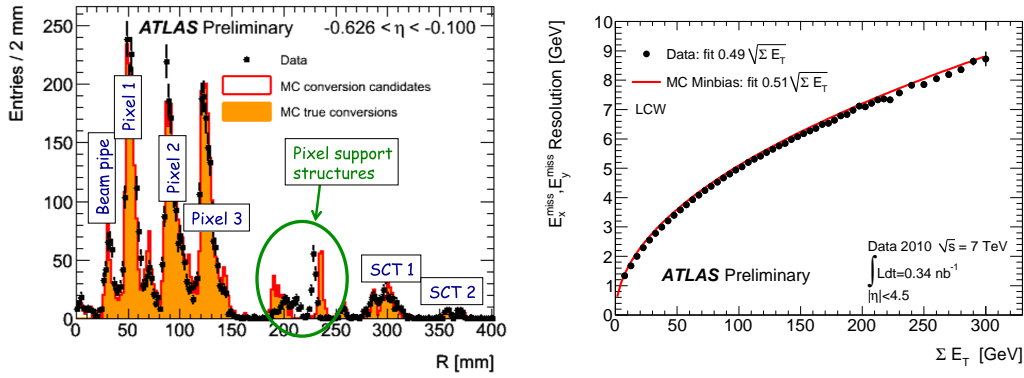 ATLAS Preliminary
-0.626 < η < -0.100
Data
MC conversion candidates
MC true conversions
Entries / 2 mm
260
200
150
100
50
0
Beam pipe
Pixel 1
Pixel 2
Pixel 3
Pixel support
structures
SCT 1
SCT 2
0 50 100 150 200 250 300 350 400
R [mm]
E_x^miss, E_y^miss Resolution [GeV]
10
9
8
7
6
5
4
3
2
1
0
Data: fit 0.49 √Σ E_T
MC Minbias: fit 0.51 √Σ E_T
LCW
ATLAS Preliminary
Data 2010 √s = 7 TeV
∫ Ldt=0.34 nb⁻¹
|η|<4.5
0 50 100 150 200 250 300
Σ E_T [GeV]